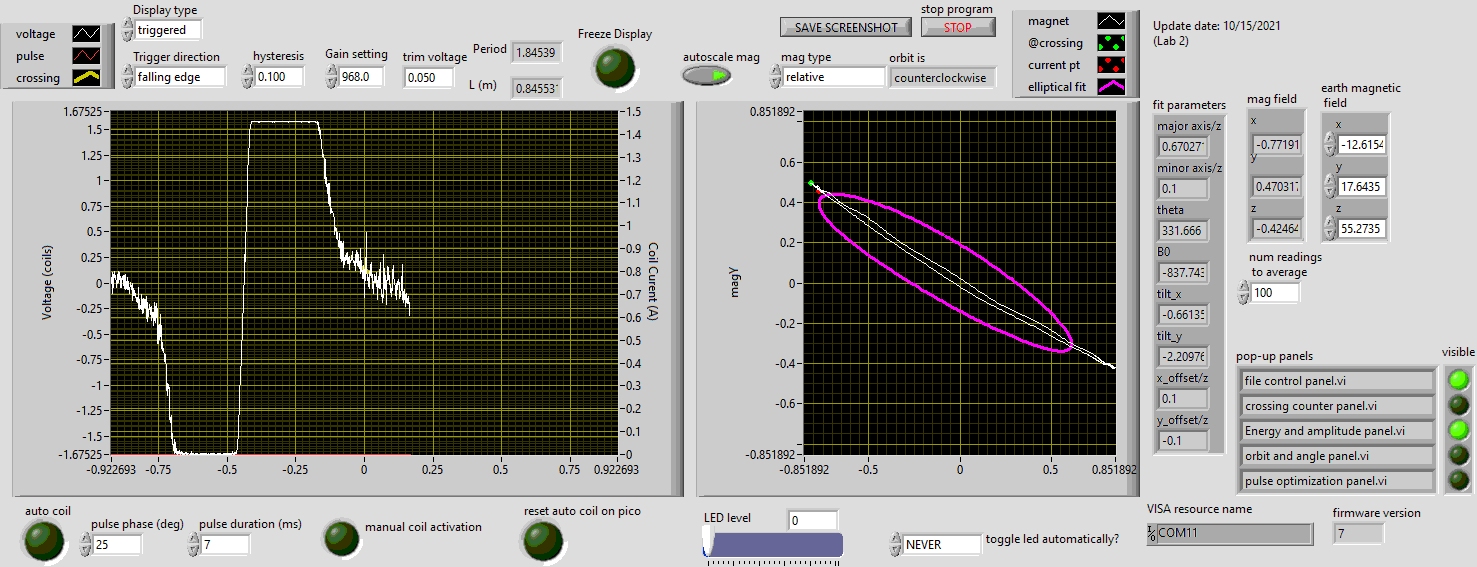 voltage
pulse
crossing
Display type
triggered
Trigger direction
falling edge
hysteresis
0.100
Gain setting
968.0
trim voltage
0.050
Period
1.84539
L (m)
0.84553
Freeze Display
SAVE SCREENSHOT
stop program
STOP
autoscale mag
mag type
relative
orbit is
counterclockwise
magnet
@crossing
current pt
elliptical fit
Update date: 10/15/2021
(Lab 2)
1.67525
1.5
1.25
1
0.75
0.5
0.25
0
-0.25
-0.5
-0.75
-1
-1.25
-1.5
-1.67525
Voltage (coils)
-0.922693
-0.75
-0.5
-0.25
0
0.25
0.5
0.75
0.922693
1.5
1.4
1.3
1.2
1.1
1
0.9
0.8
0.7
0.6
0.5
0.4
0.3
0.2
0.1
0
Coil Curent (A)
0.851892
0.6
0.4
0.2
0
-0.2
-0.4
-0.6
-0.851892
magY
-0.851892
-0.5
0
0.5
0.851892
fit parameters
major axis/z
0.67027
minor axis/z
0.1
theta
331.666
B0
-837.743
tilt_x
-0.66135
tilt_y
-2.20976
x_offset/z
0.1
y_offset/z
-0.1
mag field
x
-0.77191
y
0.470317
z
-0.42464
earth magnetic
field
x
-12.6154
y
17.6435
z
55.2735
num readings
to average
100
pop-up panels
visible
file control panel.vi
crossing counter panel.vi
Energy and amplitude panel.vi
orbit and angle panel.vi
pulse optimization panel.vi
auto coil
pulse phase (deg)
25
pulse duration (ms)
7
manual coil activation
reset auto coil on pico
LED level
0
NEVER
toggle led automatically?
VISA resource name
COM11
firmware version
7